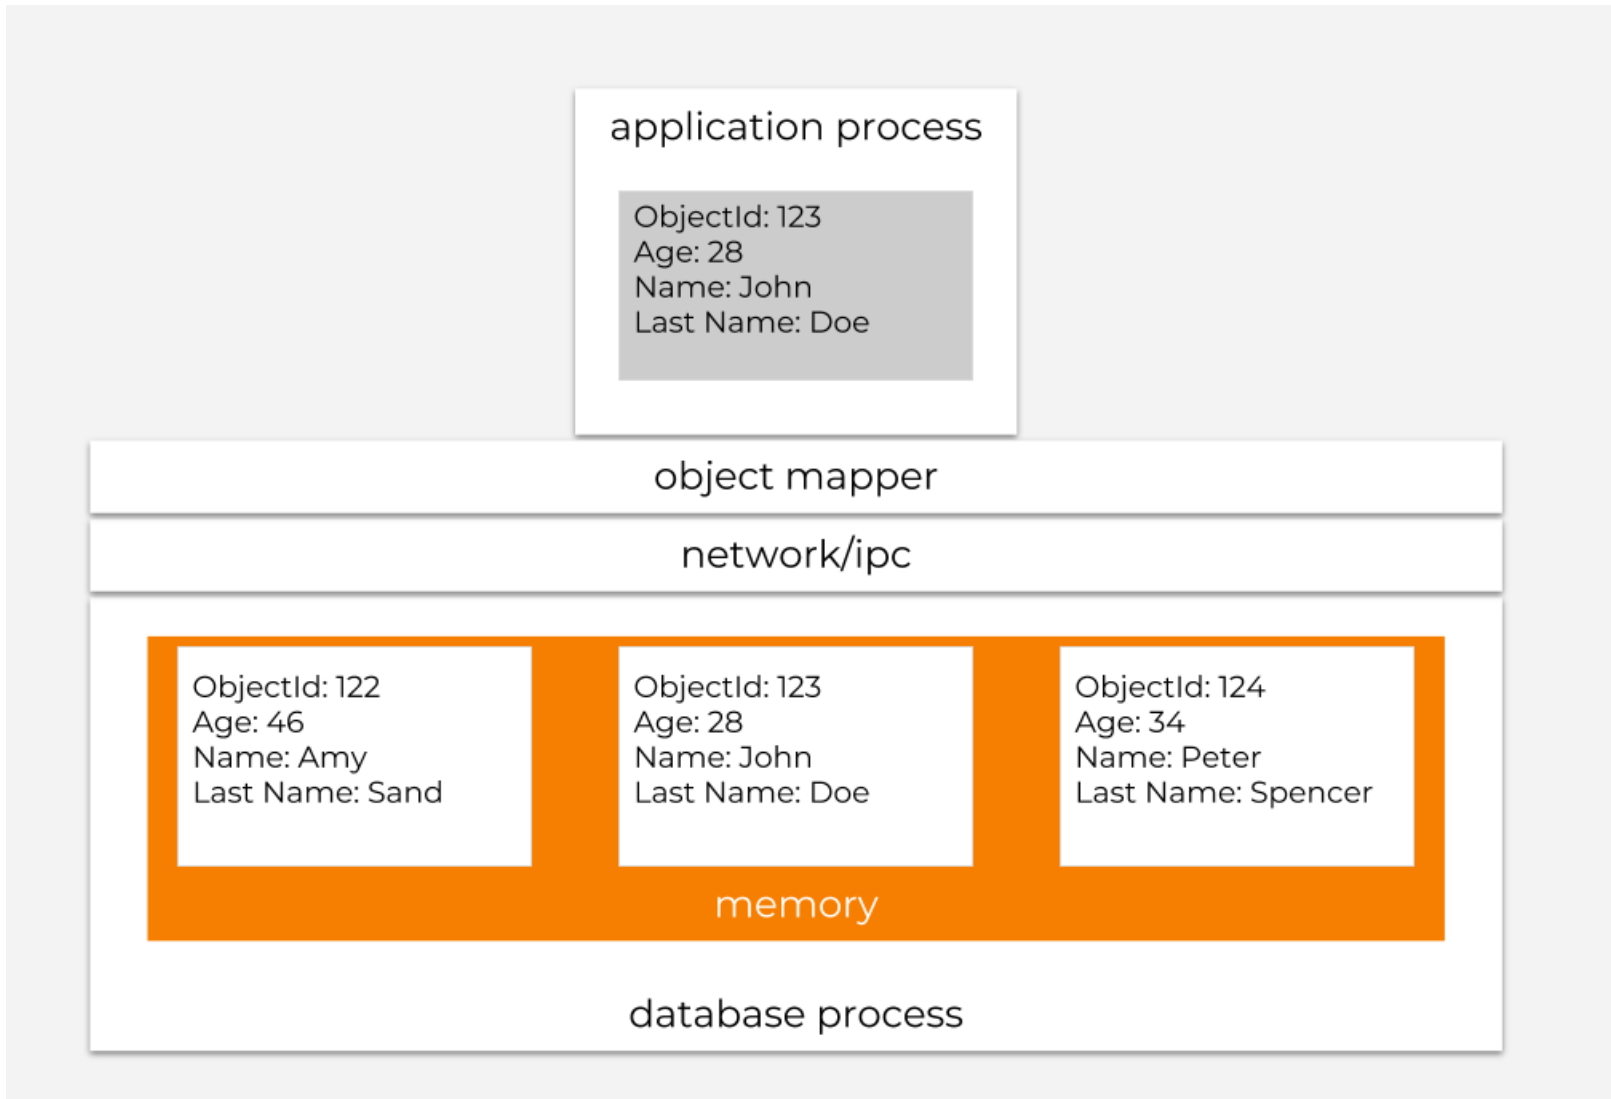 application process
ObjectId: 123
Age: 28
Name: John
Last Name: Doe
object mapper
network/ipc
ObjectId: 122
Age: 46
Name: Amy
Last Name: Sand
ObjectId: 123
Age: 28
Name: John
Last Name: Doe
ObjectId: 124
Age: 34
Name: Peter
Last Name: Spencer
memory
database process